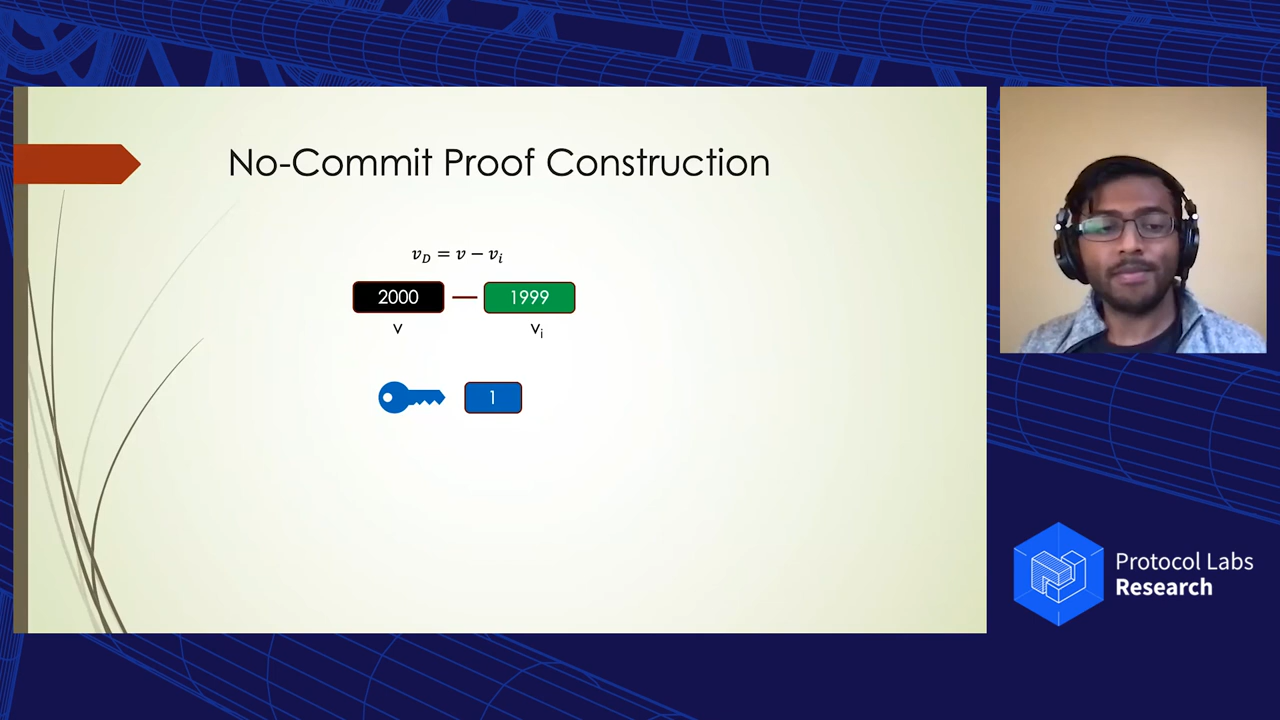 No-Commit Proof Construction
v_D = v − v_i
2000 — 1999
v v_i
1
Protocol Labs
Research